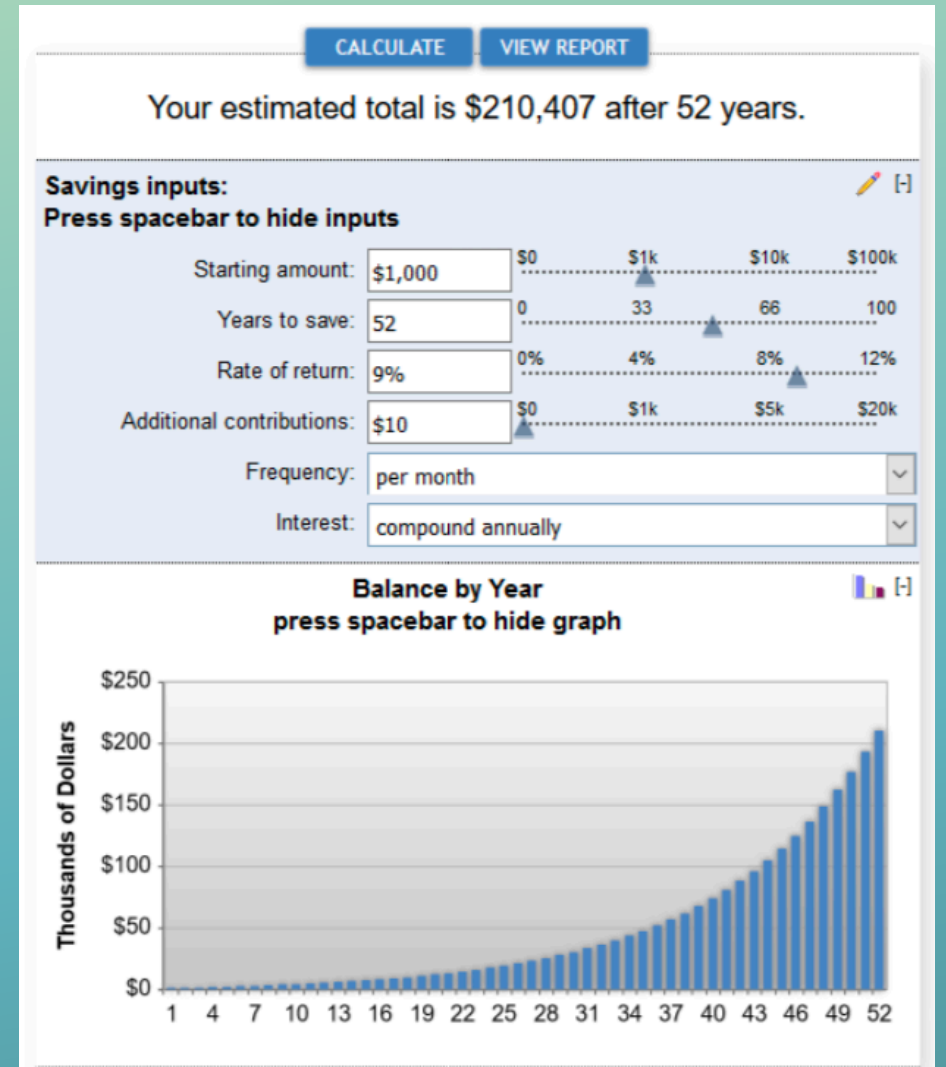 CALCULATE VIEW REPORT
Your estimated total is $210,407 after 52 years.
Savings inputs: [-]
Press spacebar to hide inputs
Starting amount: $1,000 $0 $1k $10k $100k
Years to save: 52 0 33 66 100
Rate of return: 9% 0% 4% 8% 12%
Additional contributions: $10 $0 $1k $5k $20k
Frequency: per month
Interest: compound annually
Balance by Year [-]
press spacebar to hide graph
Thousands of Dollars
$250
$200
$150
$100
$50
$0
1 4 7 10 13 16 19 22 25 28 31 34 37 40 43 46 49 52